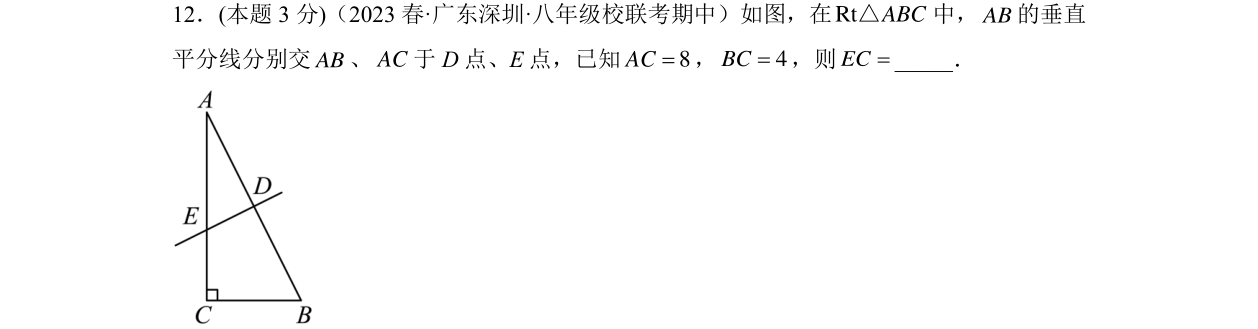 12．(本题 3 分)（2023 春·广东深圳·八年级校联考期中）如图，在Rt△ABC 中， AB 的垂直
平分线分别交 AB 、 AC 于 D 点、E 点，已知 AC = 8， BC = 4，则 EC = _____．
A
D
E
C
B